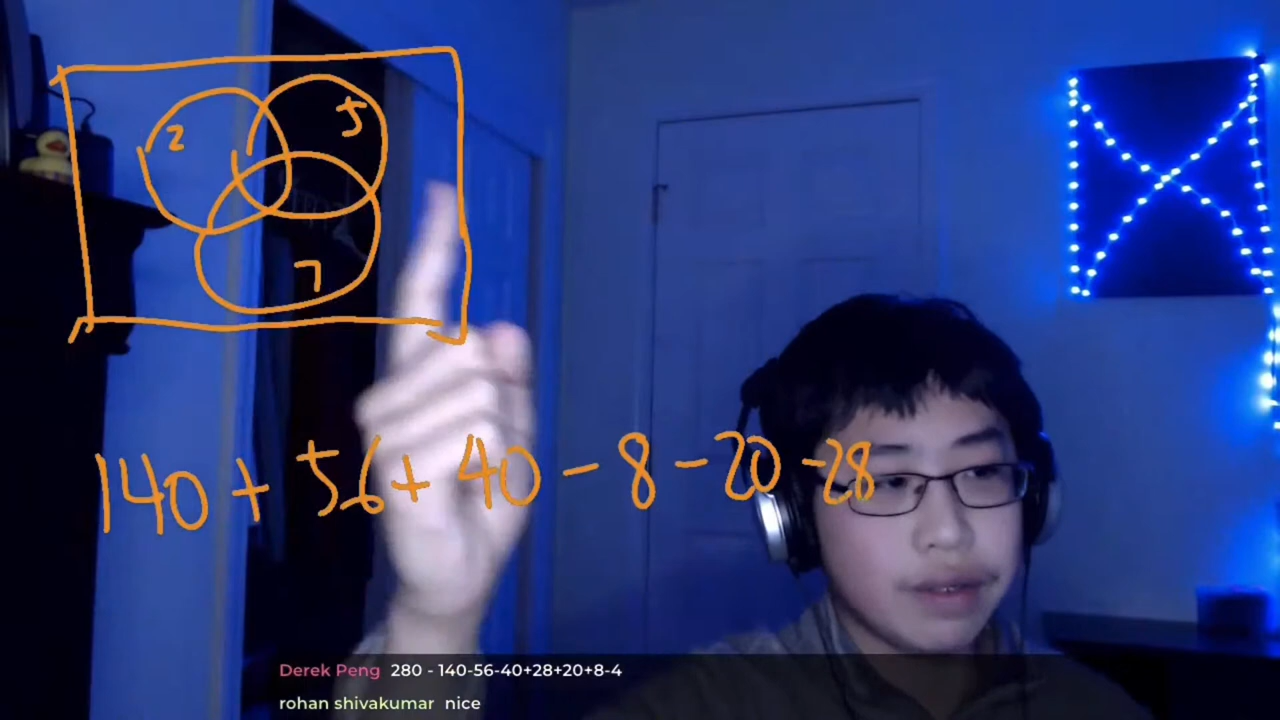 2
5
7
140 + 56 + 40 - 8 - 20 - 28
Derek Peng 280 - 140-56-40+28+20+8-4
rohan shivakumar nice